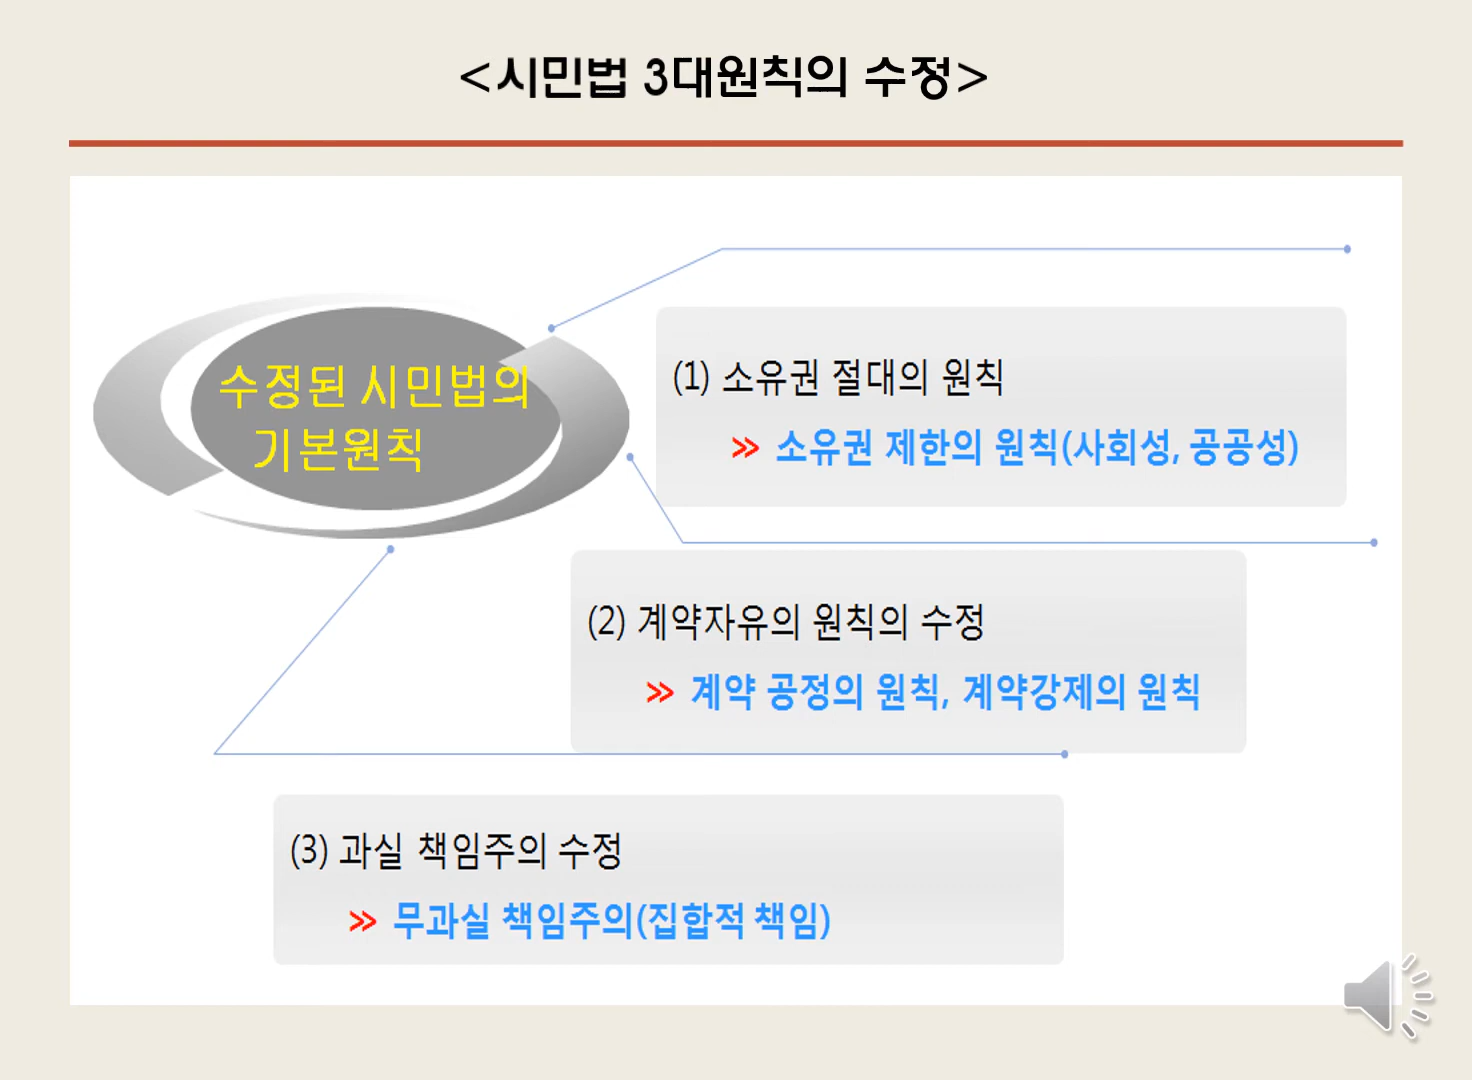 <시민법 3대원칙의 수정>
수정된 시민법의
기본원칙
(1) 소유권 절대의 원칙
» 소유권 제한의 원칙(사회성, 공공성)
(2) 계약자유의 원칙의 수정
» 계약 공정의 원칙, 계약강제의 원칙
(3) 과실 책임주의 수정
» 무과실 책임주의(집합적 책임)